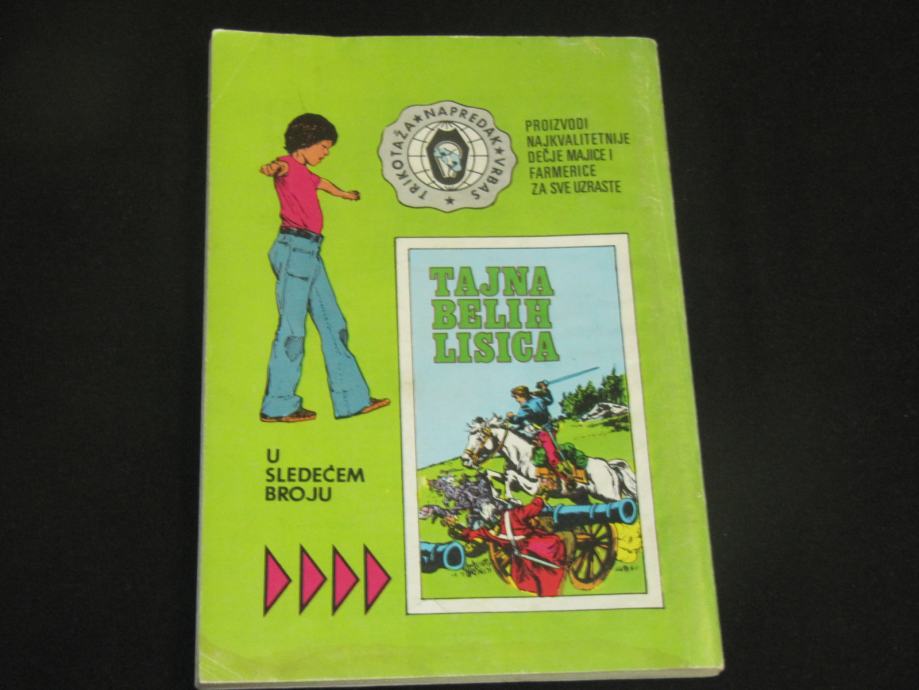 TRIKOTAŽA★NAPREDAK★VRBAS★
PROIZVODI
NAJKVALITETNIJE
DEČJE MAJICE I
FARMERICE
ZA SVE UZRASTE
TAJNA
BELIH
LISICA
U
SLEDEĆEM
BROJU